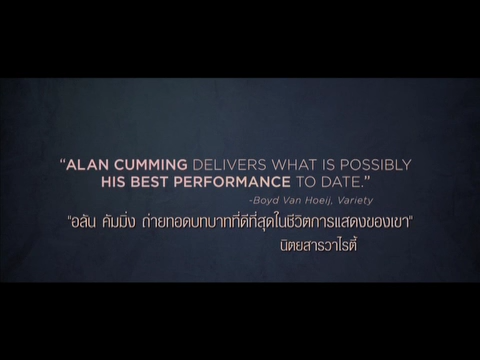 “ALAN CUMMING DELIVERS WHAT IS POSSIBLY
HIS BEST PERFORMANCE TO DATE.”
-Boyd Van Hoeij, Variety
"อลัน คัมมิ่ง ถ่ายทอดบทบาทที่ดีที่สุดในชีวิตการแสดงของเขา"
นิตยสารวาไรตี้